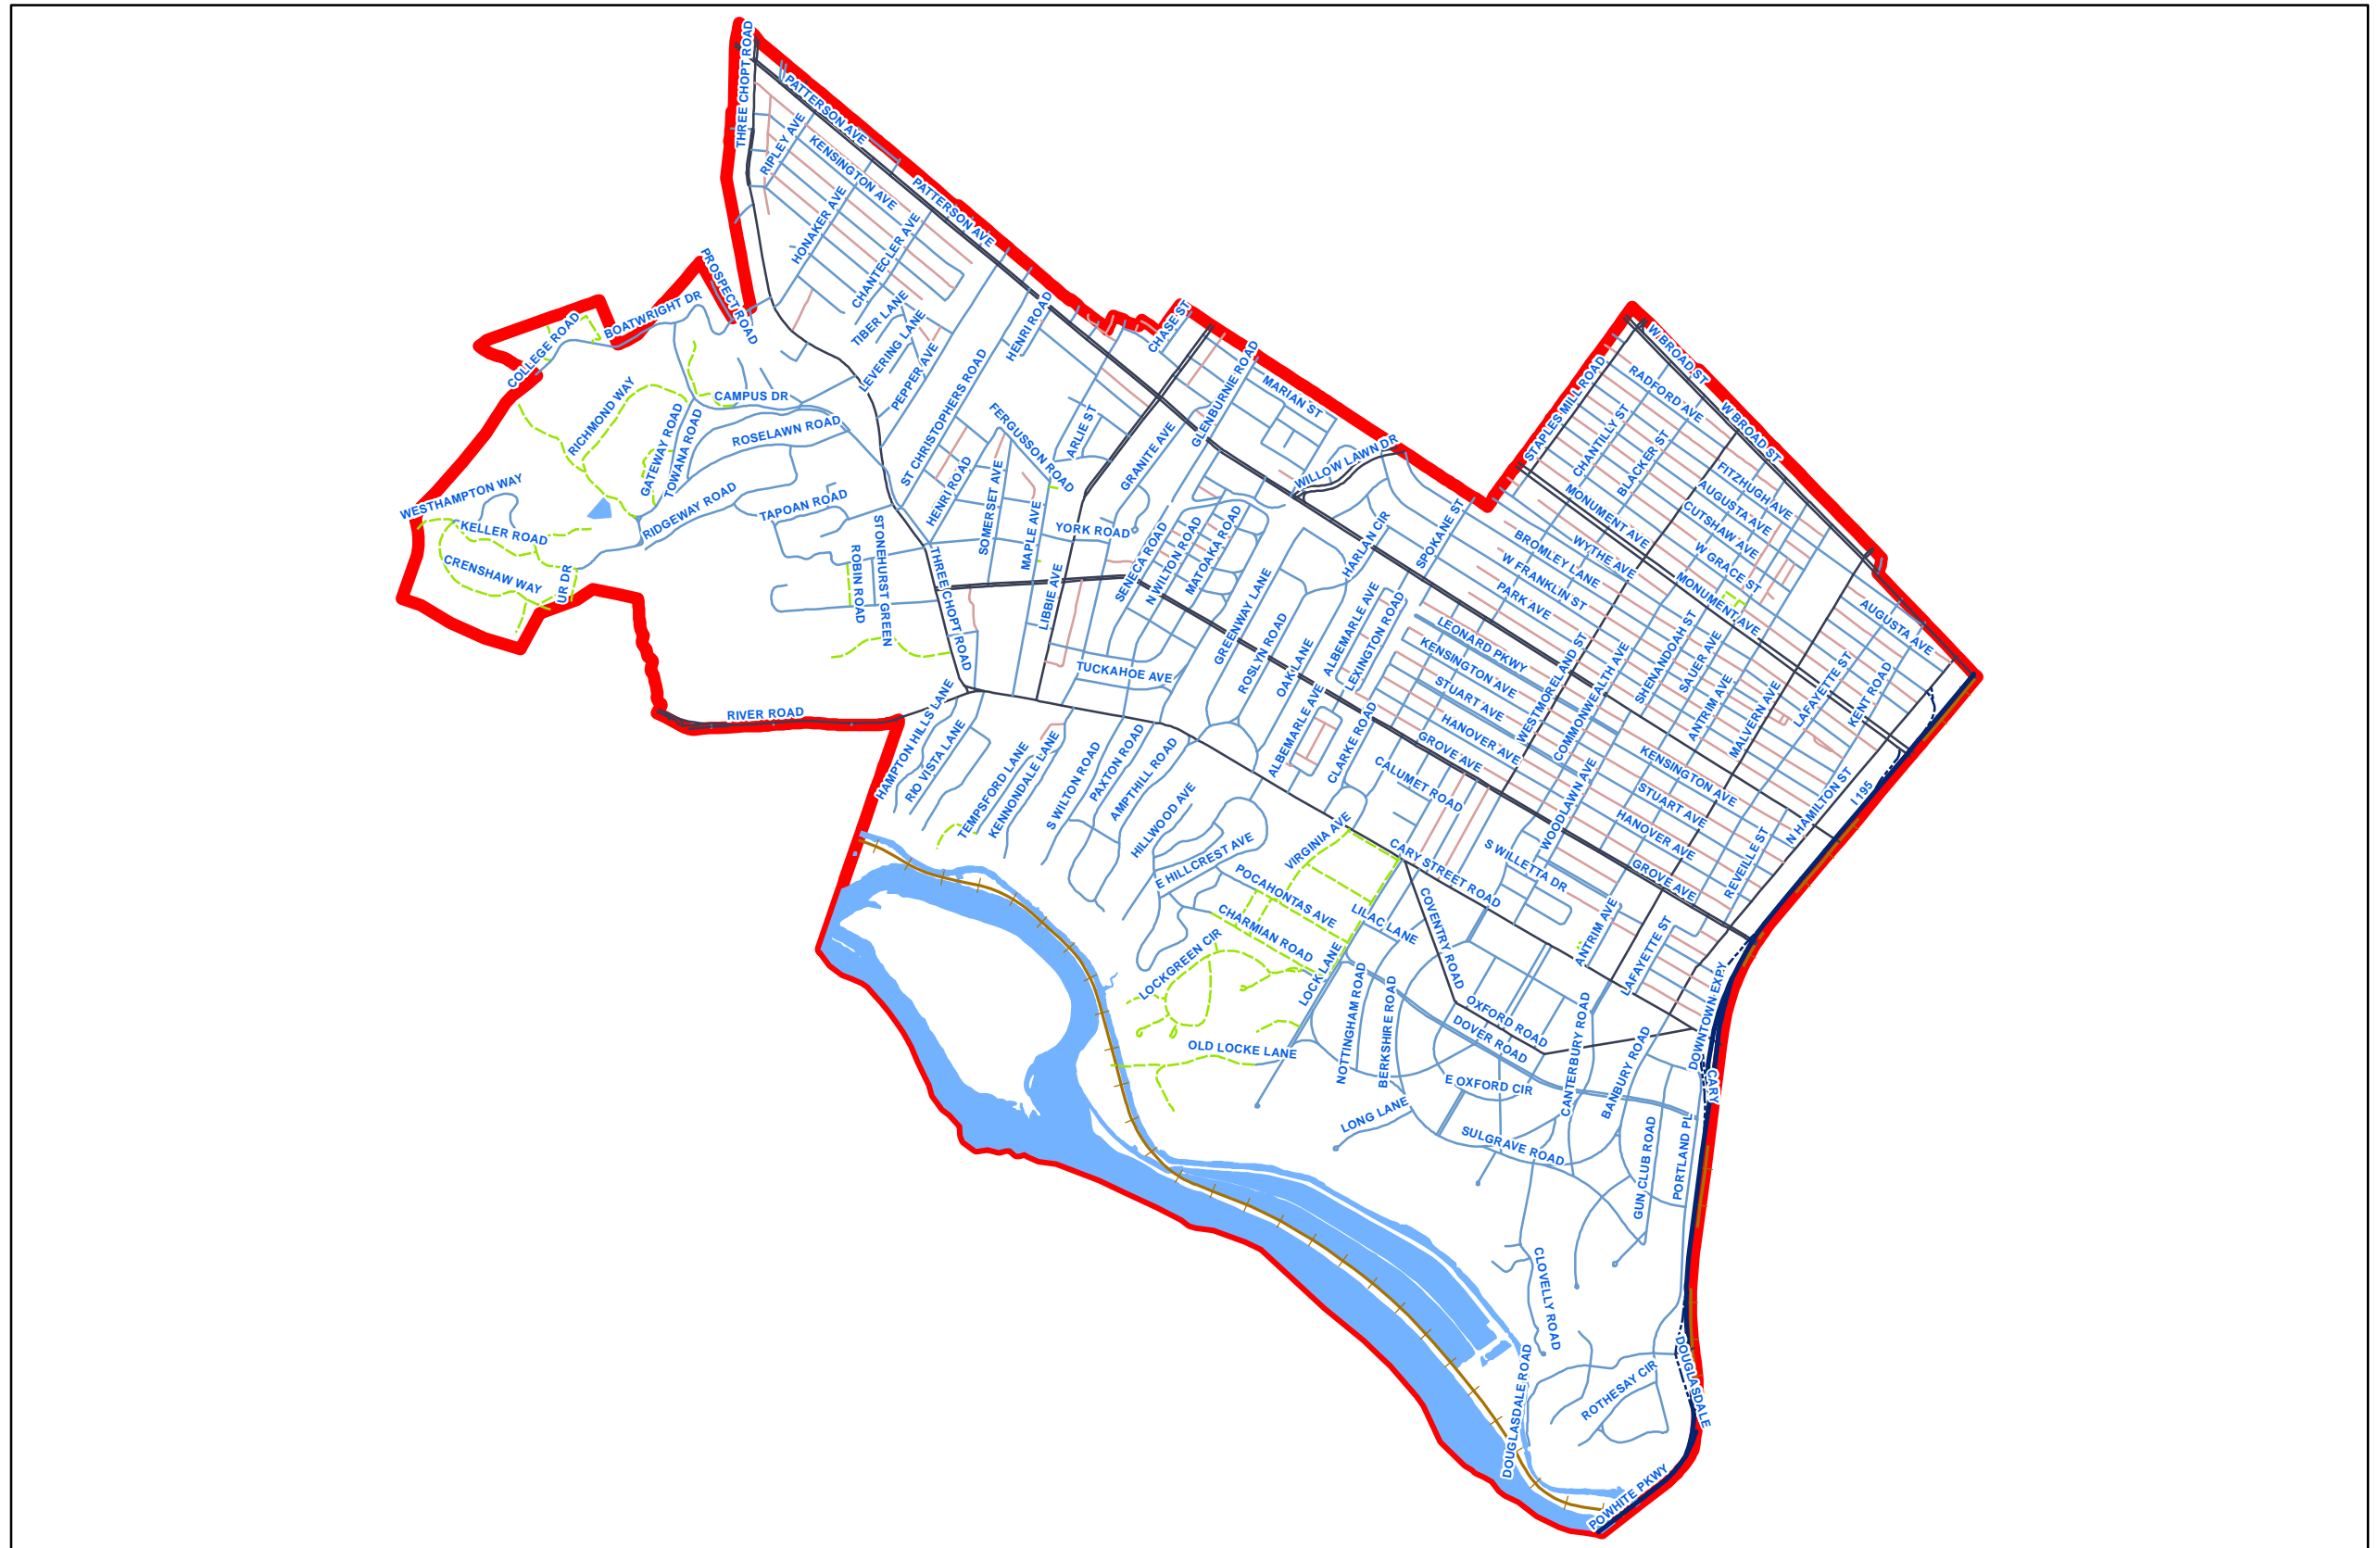 THREE CHOPT ROAD
PATTERSON AVE
RIPLEY AVE
KENSINGTON AVE
PATTERSON AVE
HONAKER AVE
CHANTECLER AVE
PROSPECT ROAD
BOATWRIGHT DR
COLLEGE ROAD
TIBER LANE
LEVERING LANE
PEPPER AVE
HENRI ROAD
CHASE ST
W BROAD ST
STAPLES MILL ROAD
RADFORD AVE
W BROAD ST
GLENBURNIE ROAD
MARIAN ST
CAMPUS DR
RICHMOND WAY
GATEWAY ROAD
TOWANA ROAD
ROSELAWN ROAD
ST CHRISTOPHERS ROAD
FERGUSSON ROAD
ARLIE ST
GRANITE AVE
WILLOW LAWN DR
CHANTILLY ST
BLACKER ST
FITZHUGH AVE
AUGUSTA AVE
CUTSHAW AVE
W GRACE ST
MONUMENT AVE
WYTHE AVE
BROMLEY LANE
W FRANKLIN ST
PARK AVE
MONUMENT AVE
AUGUSTA AVE
WESTHAMPTON WAY
KELLER ROAD
CRENSHAW WAY
UR DR
RIDGEWAY ROAD
TAPOAN ROAD
ROBIN ROAD
STONEHURST GREEN
HENRI ROAD
SOMERSET AVE
MAPLE AVE
YORK ROAD
THREE CHOPT ROAD
LIBBIE AVE
SENECA ROAD
N WILTON ROAD
MATOAKA ROAD
GREENWAY LANE
HARLAN CIR
SPOKANE ST
ROSLYN ROAD
OAK LANE
ALBEMARLE AVE
LEXINGTON ROAD
LEONARD PKWY
KENSINGTON AVE
STUART AVE
HANOVER AVE
GROVE AVE
WESTMORELAND ST
COMMONWEALTH AVE
SHENANDOAH ST
SAUER AVE
ANTRIM AVE
MALVERN AVE
LAFAYETTE ST
KENT ROAD
TUCKAHOE AVE
RIVER ROAD
HAMPTON HILLS LANE
RIO VISTA LANE
TEMPSFORD LANE
KENNONDALE LANE
S WILTON ROAD
PAXTON ROAD
AMPTHILL ROAD
HILLWOOD AVE
ALBEMARLE AVE
CLARKE ROAD
CALUMET ROAD
WOODLAWN AVE
KENSINGTON AVE
STUART AVE
HANOVER AVE
GROVE AVE
REVEILLE ST
N HAMILTON ST
I 195
E HILLCREST AVE
VIRGINIA AVE
CARY STREET ROAD
S WILLETTA DR
POCAHONTAS AVE
CHARMIAN ROAD
LILAC LANE
COVENTRY ROAD
ANTRIM AVE
LAFAYETTE ST
LOCKGREEN CIR
LOCK LANE
NOTTINGHAM ROAD
BERKSHIRE ROAD
OXFORD ROAD
DOVER ROAD
CANTERBURY ROAD
BANBURY ROAD
DOWNTOWN EXPY
CARY
OLD LOCKE LANE
E OXFORD CIR
LONG LANE
SULGRAVE ROAD
GUN CLUB ROAD
PORTLAND PL
CLOVELLY ROAD
DOUGLASDALE ROAD
ROTHESAY CIR
DOUGLASDALE
POWHITE PKWY